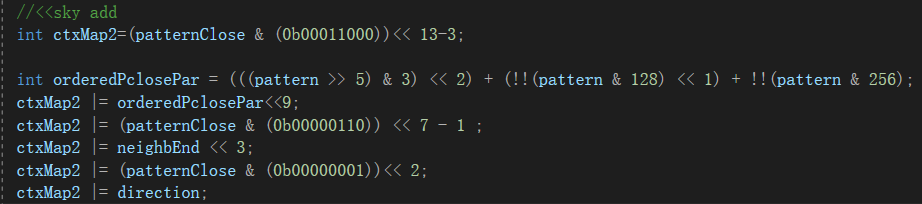 //<<sky add
int ctxMap2=(patternClose & (0b00011000))<< 13-3;
int orderedPclosePar = (((pattern >> 5) & 3) << 2) + (!!(pattern & 128) << 1) + !!(pattern & 256);
ctxMap2 |= orderedPclosePar<<9;
ctxMap2 |= (patternClose & (0b00000110)) << 7 - 1 ;
ctxMap2 |= neighbEnd << 3;
ctxMap2 |= (patternClose & (0b00000001))<< 2;
ctxMap2 |= direction;